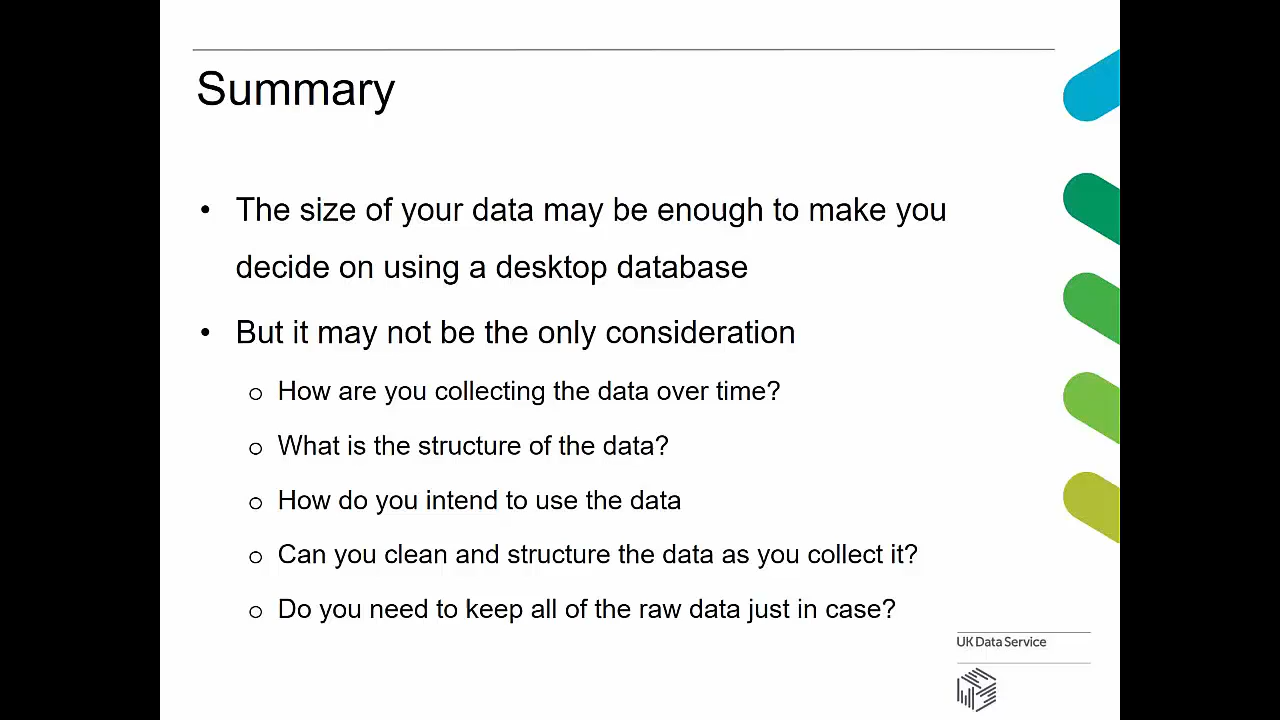 Summary
• The size of your data may be enough to make you
decide on using a desktop database
• But it may not be the only consideration
o How are you collecting the data over time?
o What is the structure of the data?
o How do you intend to use the data
o Can you clean and structure the data as you collect it?
o Do you need to keep all of the raw data just in case?
UK Data Service